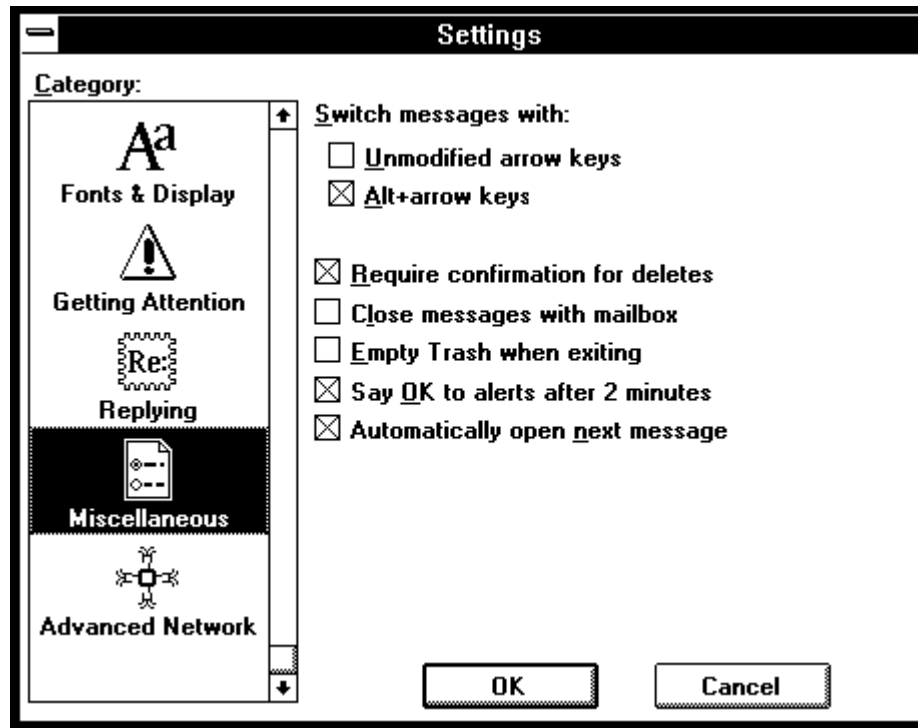 Settings
Category:
Aa
Fonts & Display
Getting Attention
Re:
Replying
Miscellaneous
Advanced Network
Switch messages with:
Unmodified arrow keys
Alt+arrow keys
Require confirmation for deletes
Close messages with mailbox
Empty Trash when exiting
Say OK to alerts after 2 minutes
Automatically open next message
OK
Cancel